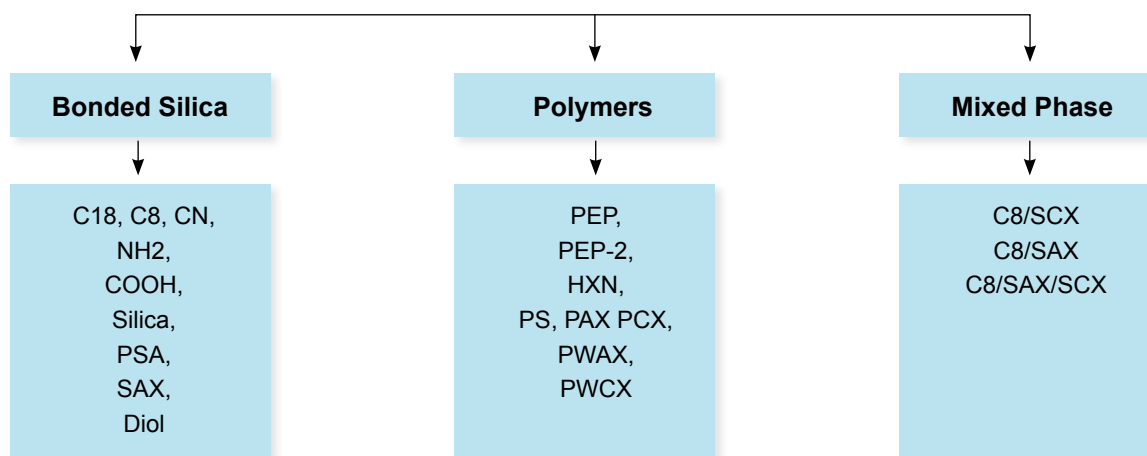 Bonded Silica
C18, C8, CN,
NH2,
COOH,
Silica,
PSA,
SAX,
Diol
Polymers
PEP,
PEP-2,
HXN,
PS, PAX PCX,
PWAX,
PWCX
Mixed Phase
C8/SCX
C8/SAX
C8/SAX/SCX